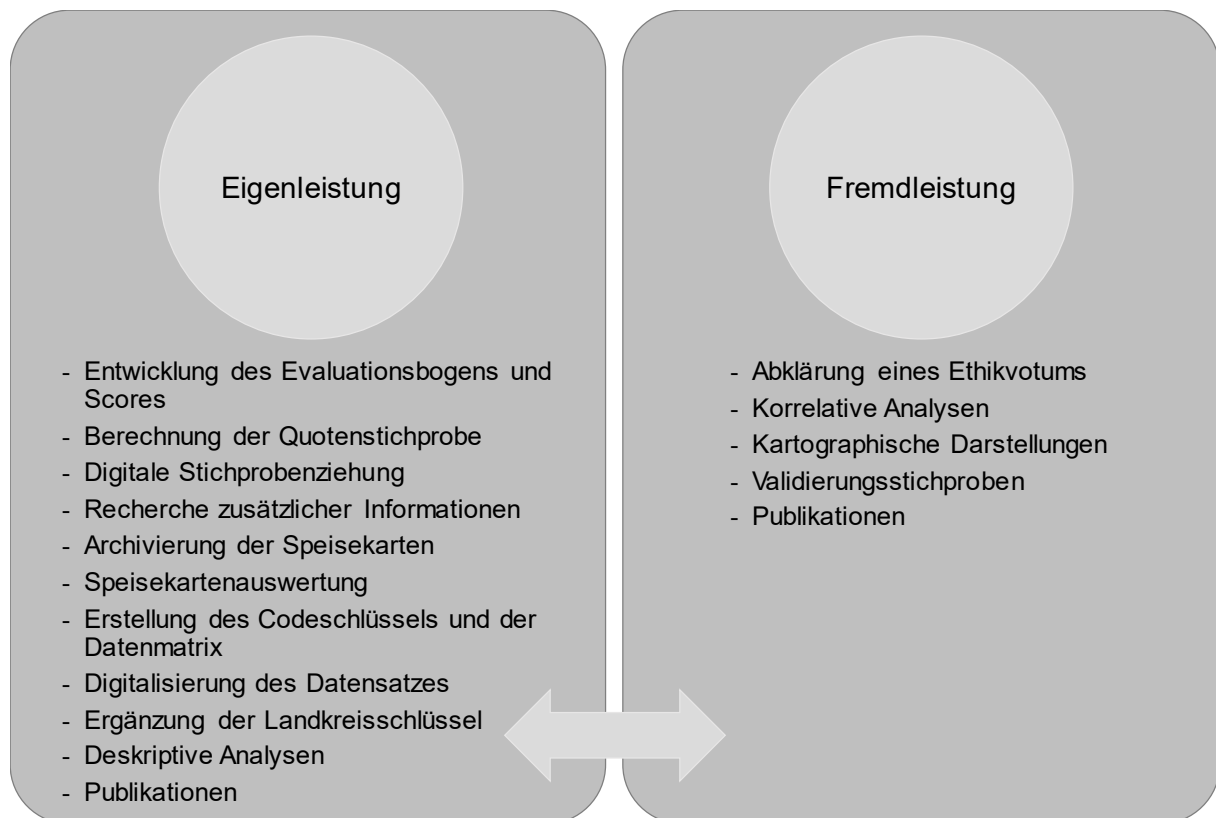 Eigenleistung
- Entwicklung des Evaluationsbogens und
Scores
- Berechnung der Quotenstichprobe
- Digitale Stichprobenziehung
- Recherche zusätzlicher Informationen
- Archivierung der Speisekarten
- Speisekartenauswertung
- Erstellung des Codeschlüssels und der
Datenmatrix
- Digitalisierung des Datensatzes
- Ergänzung der Landkreisschlüssel
- Deskriptive Analysen
- Publikationen
Fremdleistung
- Abklärung eines Ethikvotums
- Korrelative Analysen
- Kartographische Darstellungen
- Validierungsstichproben
- Publikationen